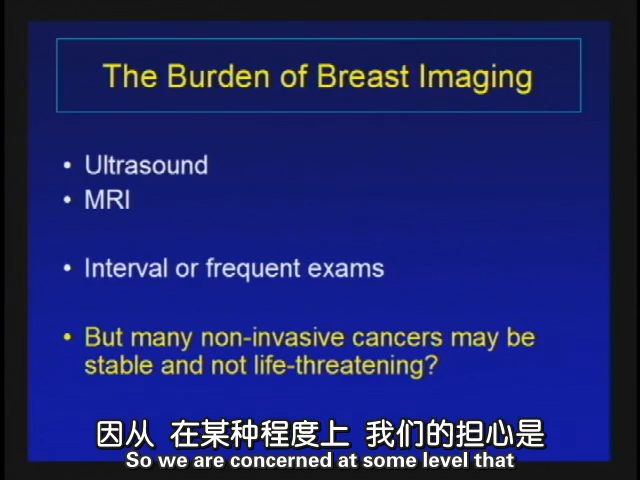 The Burden of Breast Imaging
• Ultrasound
• MRI
• Interval or frequent exams
• But many non-invasive cancers may be
stable and not life-threatening?
因从 在某种程度上 我们的担心是
So we are concerned at some level that